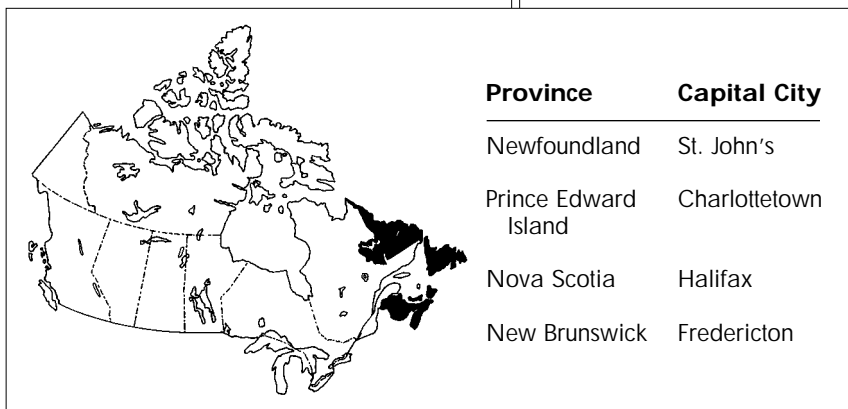 Province Capital City
Newfoundland St. John's
Prince Edward Charlottetown
Island
Nova Scotia Halifax
New Brunswick Fredericton